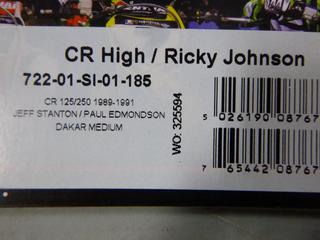 CR High / Ricky Johnson
722-01-SI-01-185
CR 125/250 1989-1991
JEFF STANTON / PAUL EDMONDSON
DAKAR MEDIUM
WO: 325594
5 026190 08767
7 65442 08767